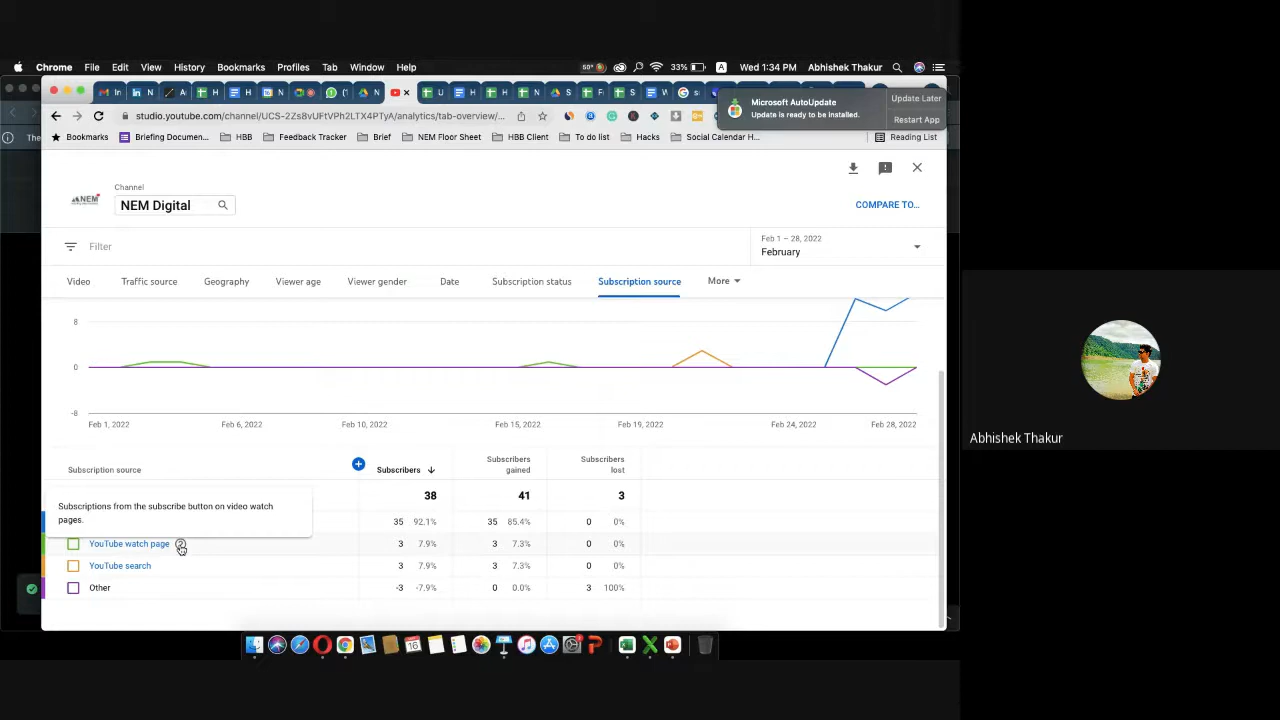 Chrome File Edit View History Bookmarks Profiles Tab Window Help
50° 33% A Wed 1:34 PM Abhishek Thakur
studio.youtube.com/channel/UCS-2Zs8vUFtVPh2LTX4PTyA/analytics/tab-overview/...
Microsoft AutoUpdate
Update is ready to be installed.
Update Later
Restart App
Bookmarks Briefing Documen... HBB Feedback Tracker Brief NEM Floor Sheet HBB Client To do list Hacks Social Calendar H... Reading List
Channel
NEM
NEM Digital
COMPARE TO...
Filter
Feb 1 – 28, 2022
February
Video Traffic source Geography Viewer age Viewer gender Date Subscription status Subscription source More
8
0
-8
Feb 1, 2022 Feb 6, 2022 Feb 10, 2022 Feb 15, 2022 Feb 19, 2022 Feb 24, 2022 Feb 28, 2022
Subscription source Subscribers Subscribers gained Subscribers lost
38 41 3
Subscriptions from the subscribe button on video watch
pages.
35 92.1% 35 85.4% 0 0%
YouTube watch page 3 7.9% 3 7.3% 0 0%
YouTube search 3 7.9% 3 7.3% 0 0%
Other -3 -7.9% 0 0.0% 3 100%
Abhishek Thakur